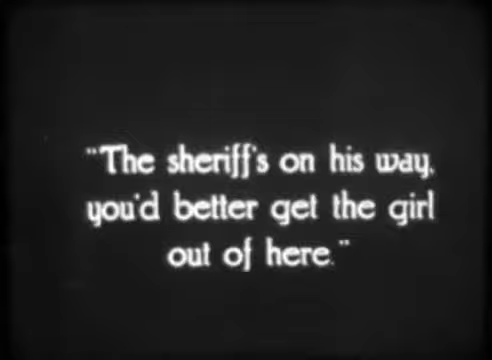 "The sheriff's on his way,
you'd better get the girl
out of here."